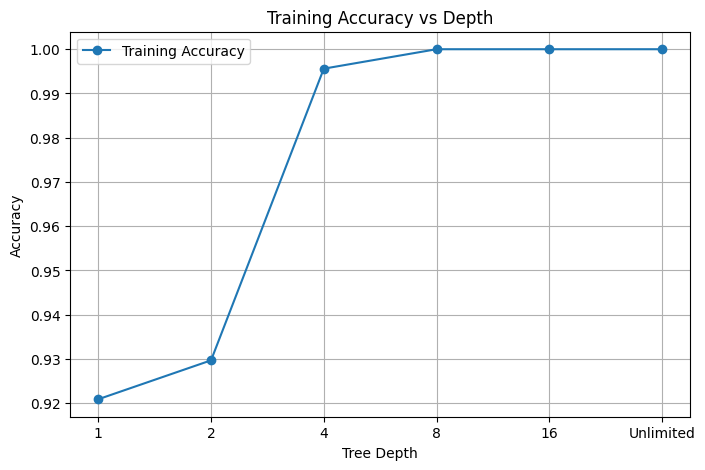 Training Accuracy vs Depth
Training Accuracy
1.00
0.99
0.98
0.97
0.96
0.95
0.94
0.93
0.92
Accuracy
1 2 4 8 16 Unlimited
Tree Depth